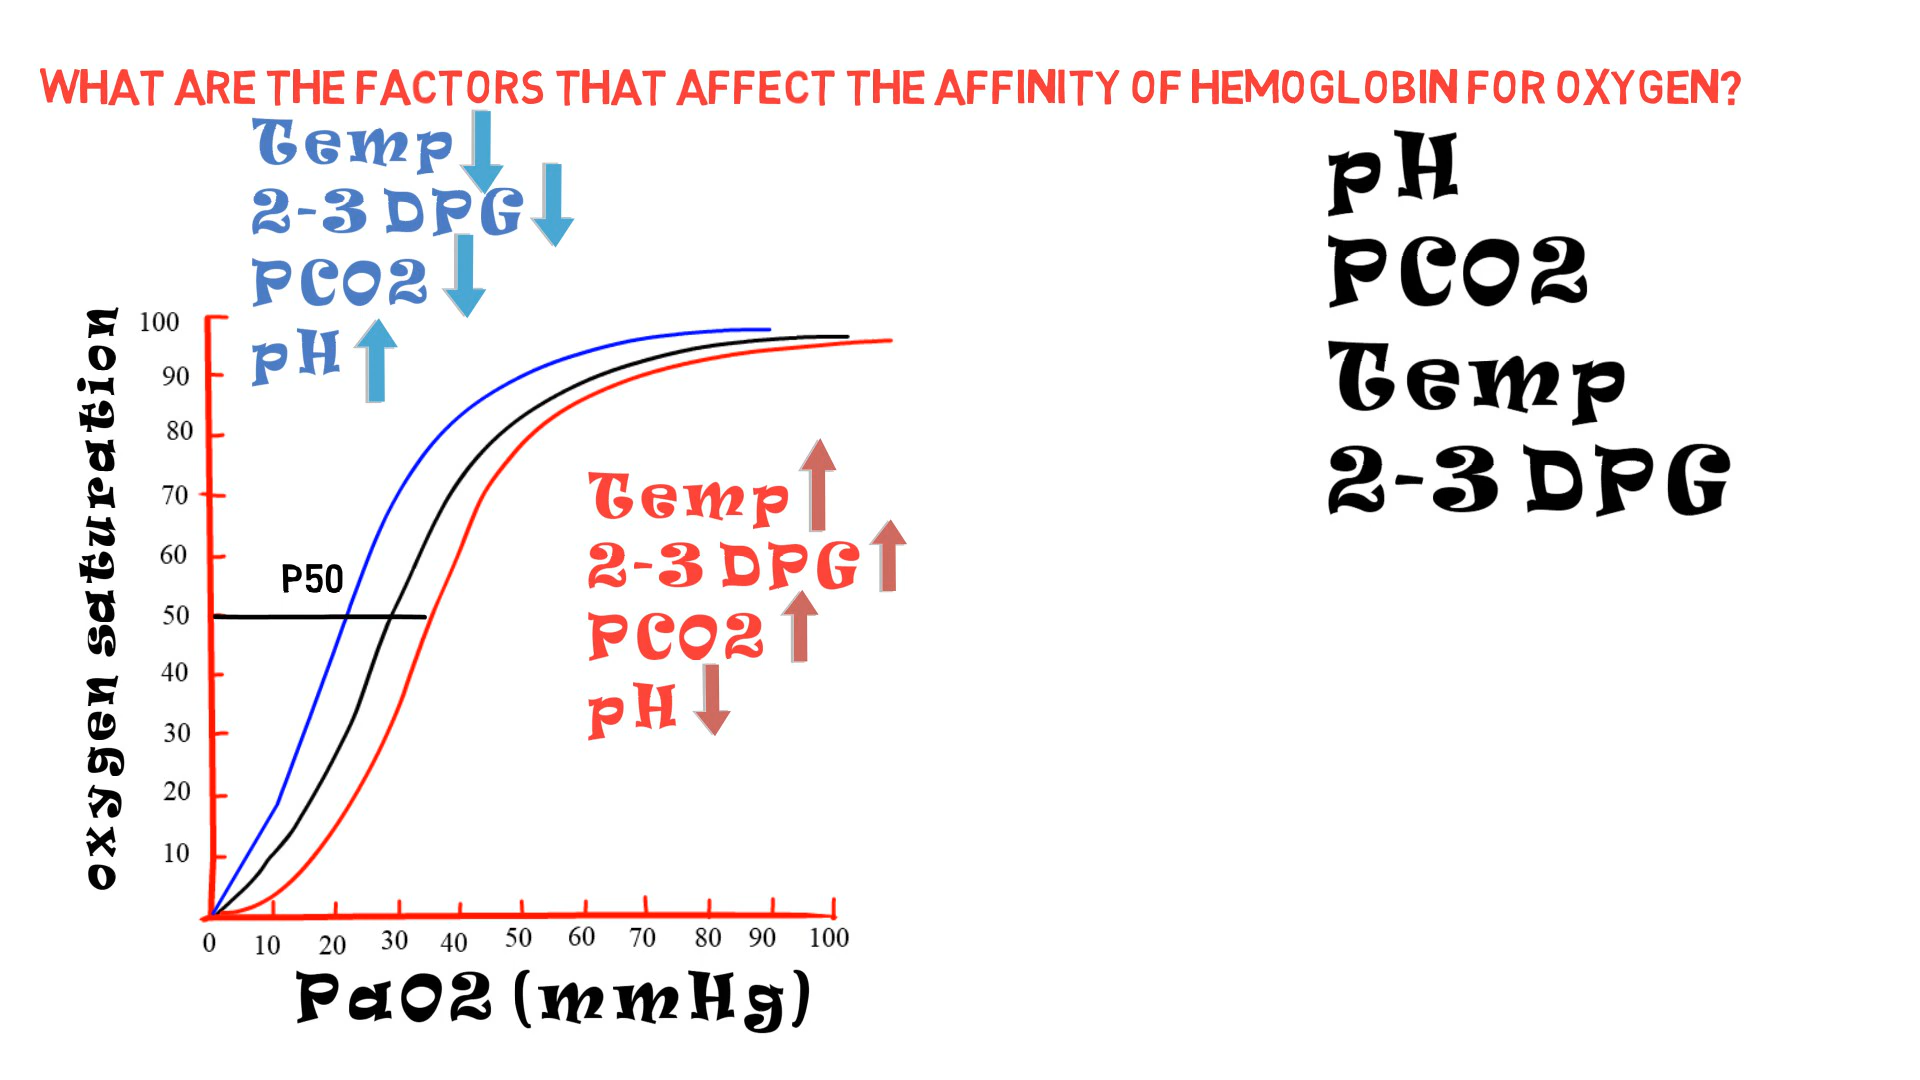 WHAT ARE THE FACTORS THAT AFFECT THE AFFINITY OF HEMOGLOBIN FOR OXYGEN?
Temp
2-3 DPG
PCO2
pH
pH
PCO2
Temp
2-3 DPG
oxygen saturation
100
90
80
70
60
50
40
30
20
10
P50
Temp
2-3 DPG
PCO2
pH
0 10 20 30 40 50 60 70 80 90 100
PaO2 (mmHg)